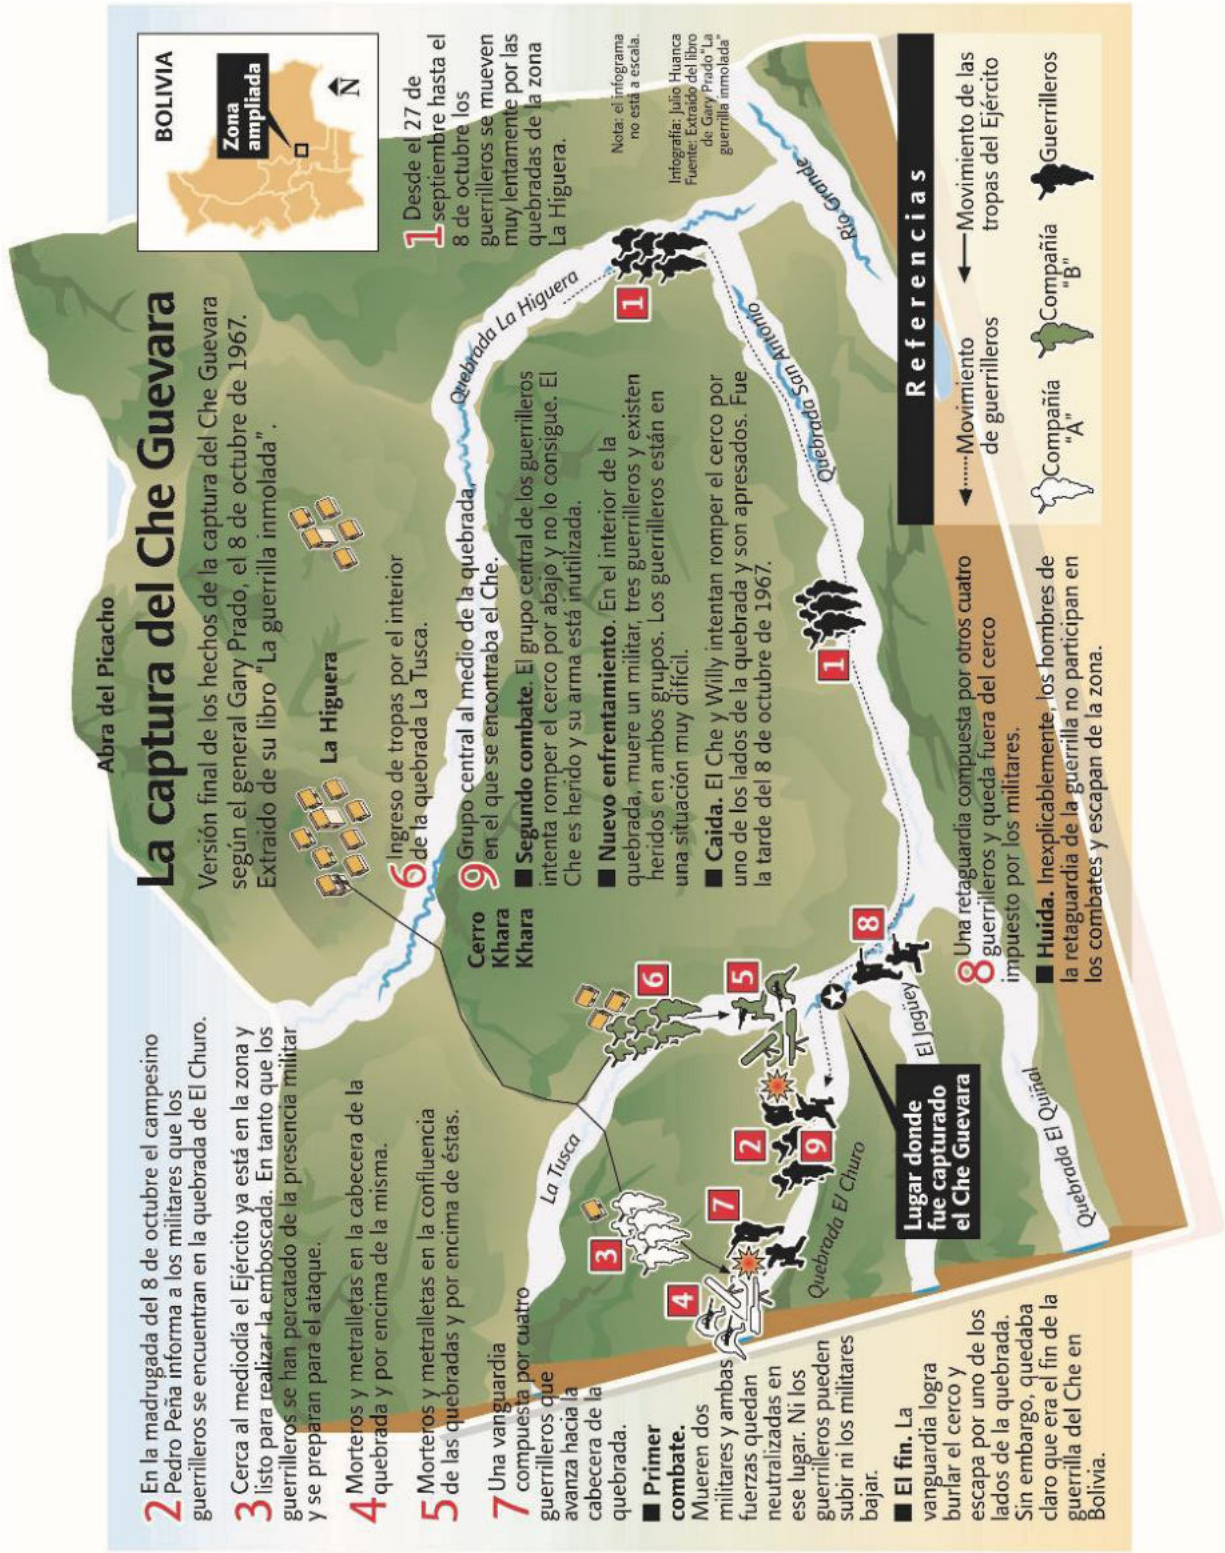 La captura del Che Guevara
Versión final de los hechos de la captura del Che Guevara
según el general Gary Prado, el 8 de octubre de 1967.
Extraido de su libro "La guerrilla inmolada".
Abra del Picacho
BOLIVIA
Zona
ampliada
N
1 Desde el 27 de
septiembre hasta el
8 de octubre los
guerrilleros se mueven
muy lentamente por las
quebradas de la zona
La Higuera.
Nota: el infograma
no está a escala.
Infografía: Julio Huanca
Fuente: Extraído del libro
de Gary Prado "La
guerrilla inmolada"
2 En la madrugada del 8 de octubre el campesino
Pedro Peña informa a los militares que los
guerrilleros se encuentran en la quebrada de El Churo.
3 Cerca al mediodía el Ejército ya está en la zona y
listo para realizar la emboscada. En tanto que los
guerrilleros se han percatado de la presencia militar
y se preparan para el ataque.
4 Morteros y metralletas en la cabecera de la
quebrada y por encima de la misma.
5 Morteros y metralletas en la confluencia
de las quebradas y por encima de éstas.
7 Una vanguardia
compuesta por cuatro
guerrilleros que
avanza hacia la
cabecera de la
quebrada.
■ Primer
combate.
Mueren dos
militares y ambas
fuerzas quedan
neutralizadas en
ese lugar. Ni los
guerrilleros pueden
subir ni los militares
bajar.
■ El fin. La
vanguardia logra
burlar el cerco y
escapa por uno de los
lados de la quebrada.
Sin embargo, quedaba
claro que era el fin de la
guerrilla del Che en
Bolivia.
La Higuera
6 Ingreso de tropas por el interior
de la quebrada La Tusca.
9 Grupo central al medio de la quebrada,
en el que se encontraba el Che.
■ Segundo combate. El grupo central de los guerrilleros
intenta romper el cerco por abajo y no lo consigue. El
Che es herido y su arma está inutilizada.
■ Nuevo enfrentamiento. En el interior de la
quebrada, muere un militar, tres guerrilleros y existen
heridos en ambos grupos. Los guerrilleros están en
una situación muy difícil.
■ Caída. El Che y Willy intentan romper el cerco por
uno de los lados de la quebrada y son apresados. Fue
la tarde del 8 de octubre de 1967.
Cerro
Khara
Khara
Quebrada La Higuera
Quebrada San Antonio
Río Grande
La Tusca
Quebrada El Churo
El Jagüey
Quebrada El Quiñal
1
1
2
3
4
5
6
7
8
9
Lugar donde
fue capturado
el Che Guevara
8 Una retaguardia compuesta por otros cuatro
guerrilleros y queda fuera del cerco
impuesto por los militares.
■ Huida. Inexplicablemente, los hombres de
la retaguardia de la guerrilla no participan en
los combates y escapan de la zona.
Referencias
Movimiento
de guerrilleros
Movimiento de las
tropas del Ejército
Compañía
"A"
Compañía
"B"
Guerrilleros